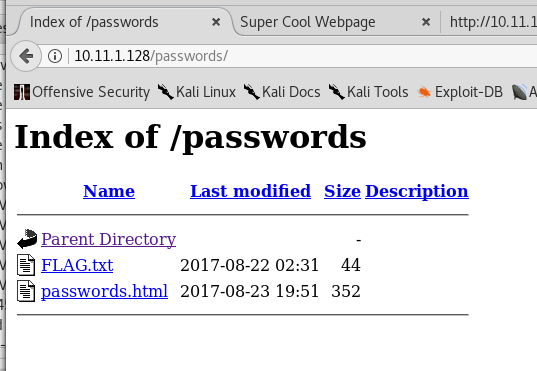 Index of /passwords × Super Cool Webpage × http://10.11.1
10.11.1.128/passwords/
Offensive Security Kali Linux Kali Docs Kali Tools Exploit-DB A
Index of /passwords
Name Last modified Size Description
Parent Directory -
FLAG.txt 2017-08-22 02:31 44
passwords.html 2017-08-23 19:51 352